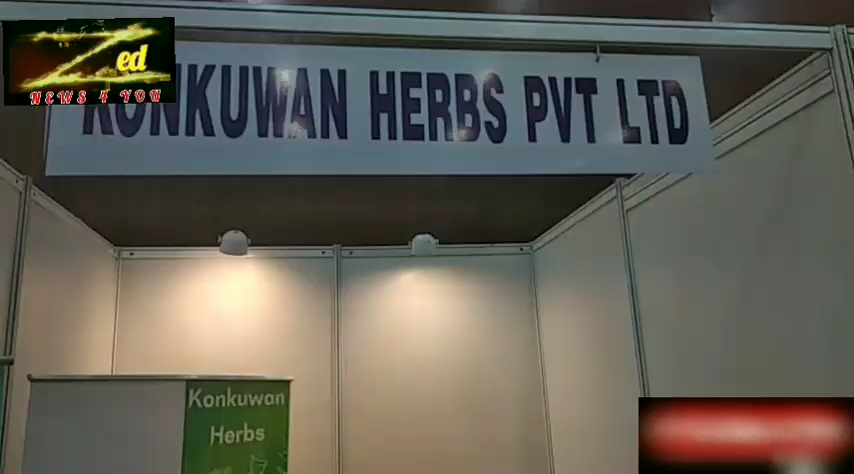 Zed
NEWS 4 YOU
KONKUWAN HERBS PVT LTD
Konkuwan
Herbs